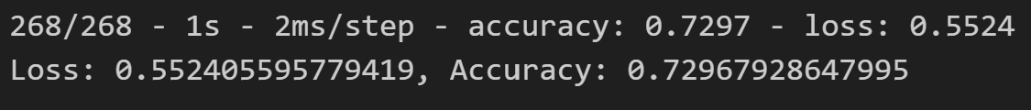 268/268 - 1s - 2ms/step - accuracy: 0.7297 - loss: 0.5524
Loss: 0.552405595779419, Accuracy: 0.72967928647995